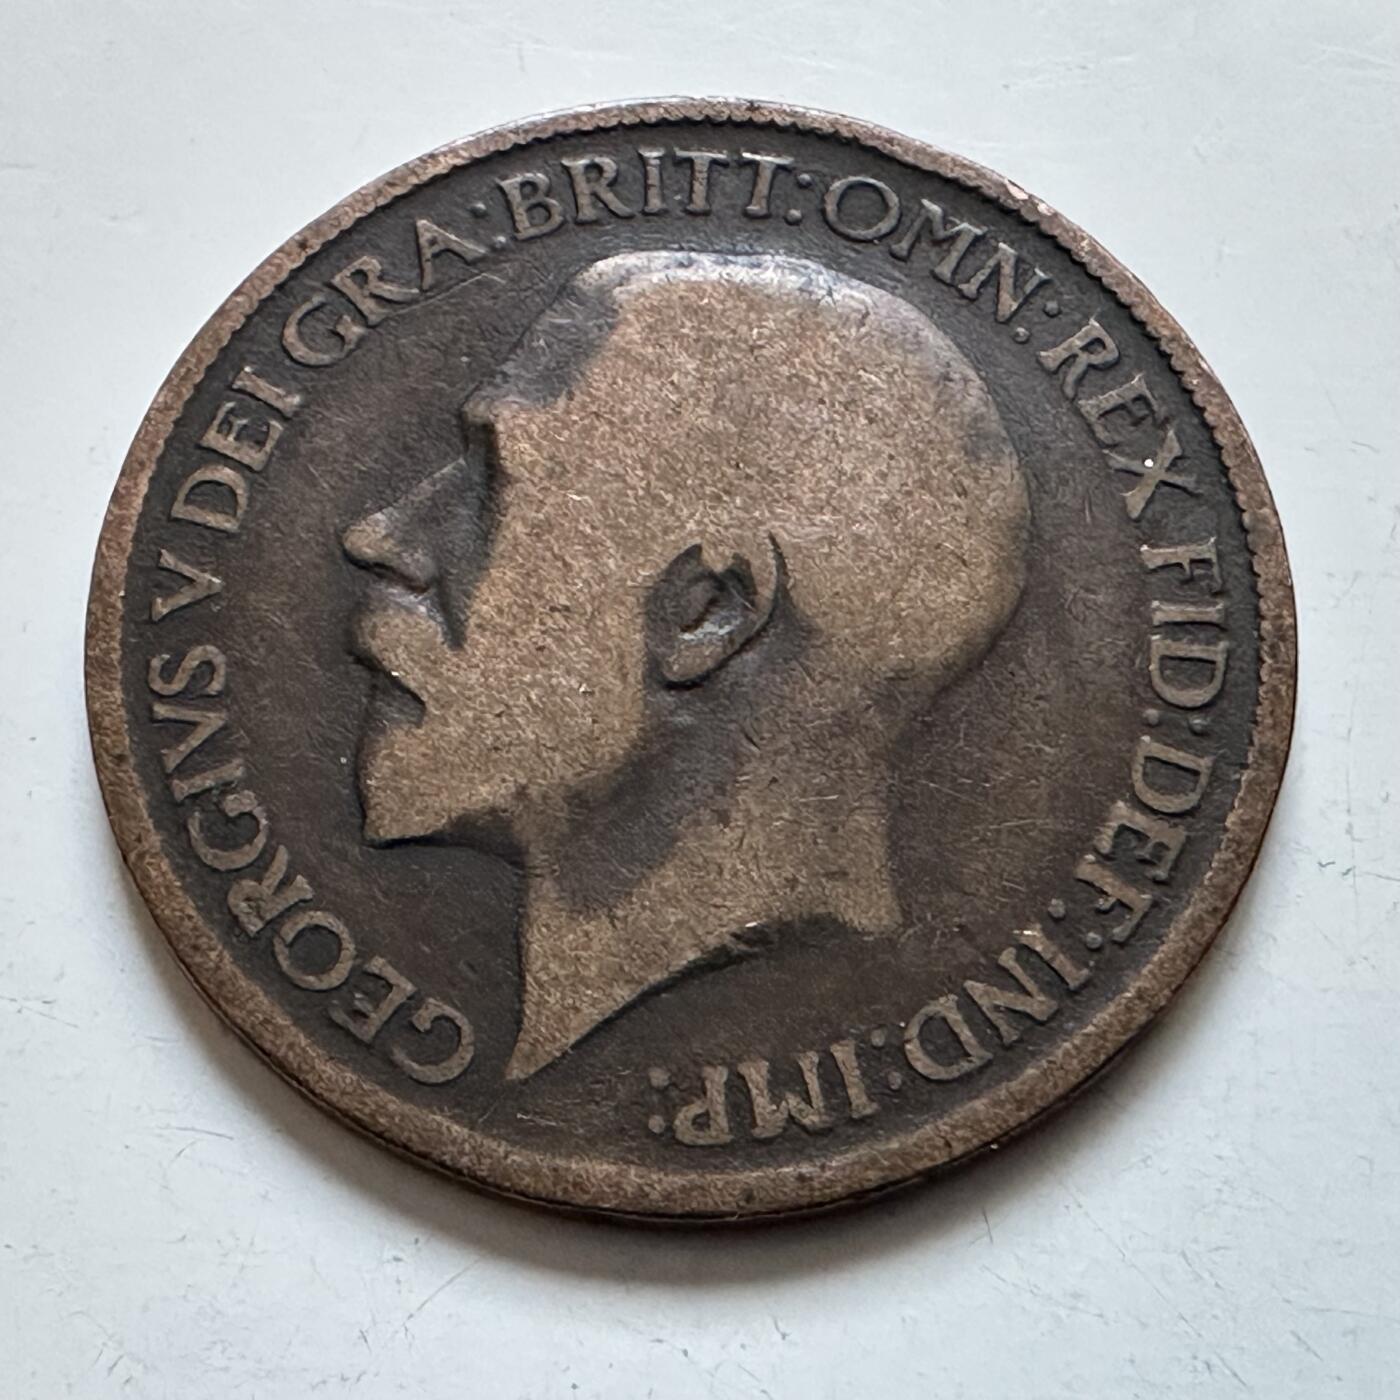 GEORGIVS V DEI GRA:BRITT:OMN:REX FID:DEF:IND:IMP: